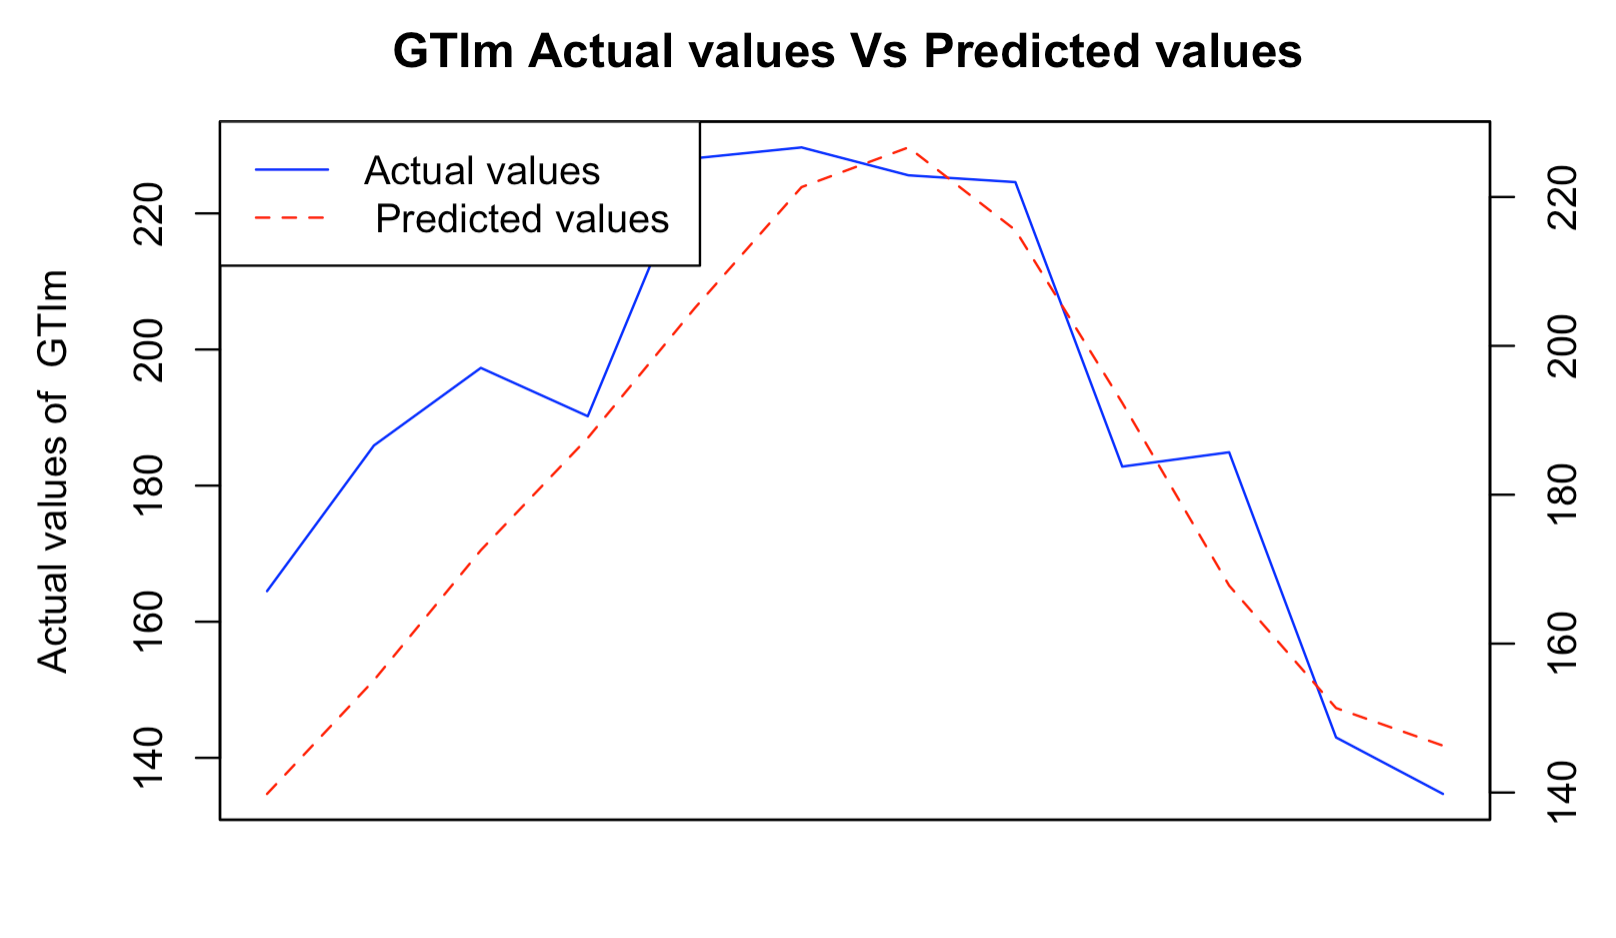 GTIm Actual values Vs Predicted values
Actual values
Predicted values
Actual values of GTIm
220
200
180
160
140
220
200
180
160
140